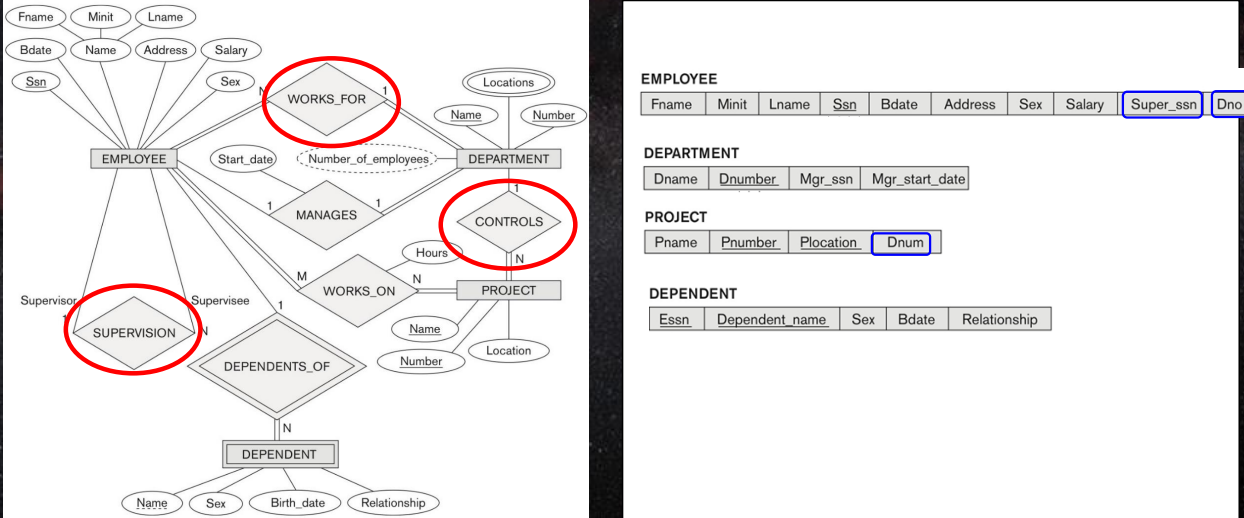 Fname Minit Lname
Bdate Name Address Salary
Ssn Sex
N WORKS_FOR 1
Locations
Name Number
EMPLOYEE Start_date Number_of_employees DEPARTMENT
1 MANAGES 1
1
CONTROLS
N
Hours
M WORKS_ON N PROJECT
Supervisor Supervisee
1 SUPERVISION N
1
Name
Number Location
DEPENDENTS_OF
N
DEPENDENT
Name Sex Birth_date Relationship
EMPLOYEE
Fname Minit Lname Ssn Bdate Address Sex Salary Super_ssn Dno
DEPARTMENT
Dname Dnumber Mgr_ssn Mgr_start_date
PROJECT
Pname Pnumber Plocation Dnum
DEPENDENT
Essn Dependent_name Sex Bdate Relationship